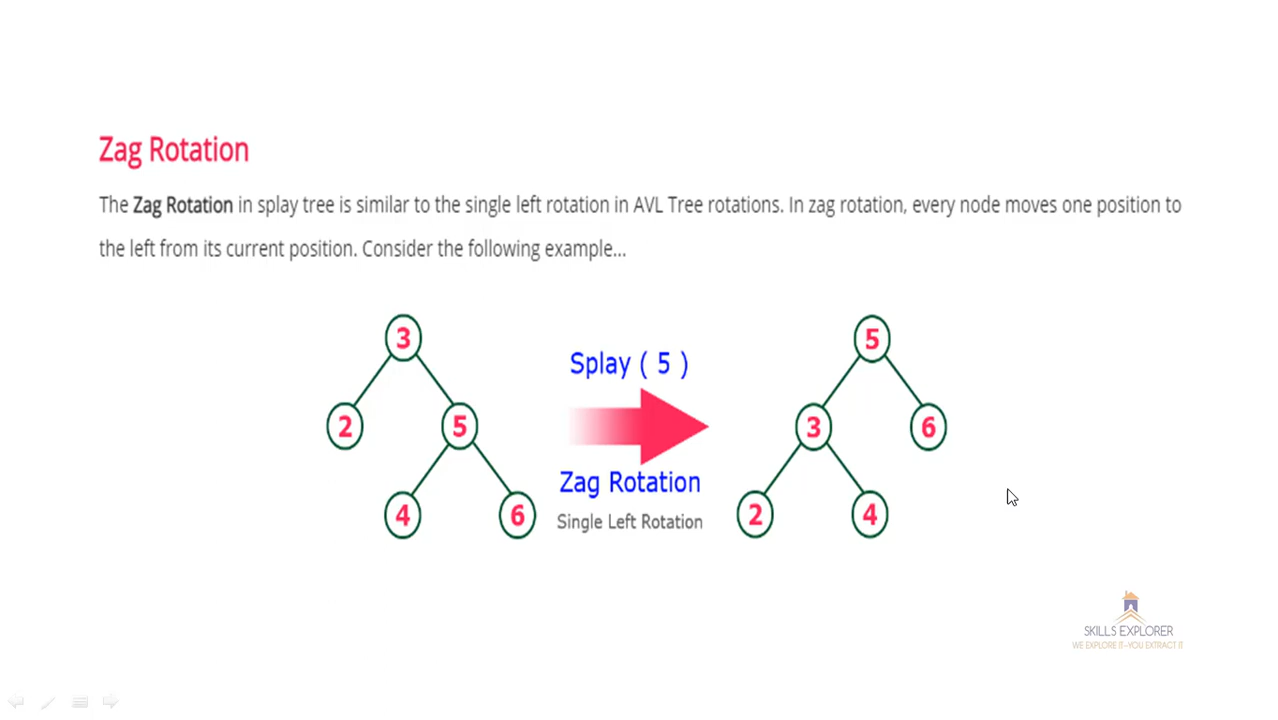 Zag Rotation
The Zag Rotation in splay tree is similar to the single left rotation in AVL Tree rotations. In zag rotation, every node moves one position to
the left from its current position. Consider the following example...
3
5
Splay ( 5 )
2
5
3
6
Zag Rotation
4
6
Single Left Rotation
2
4
SKILLS EXPLORER
WE EXPLORE IT-YOU EXTRACT IT